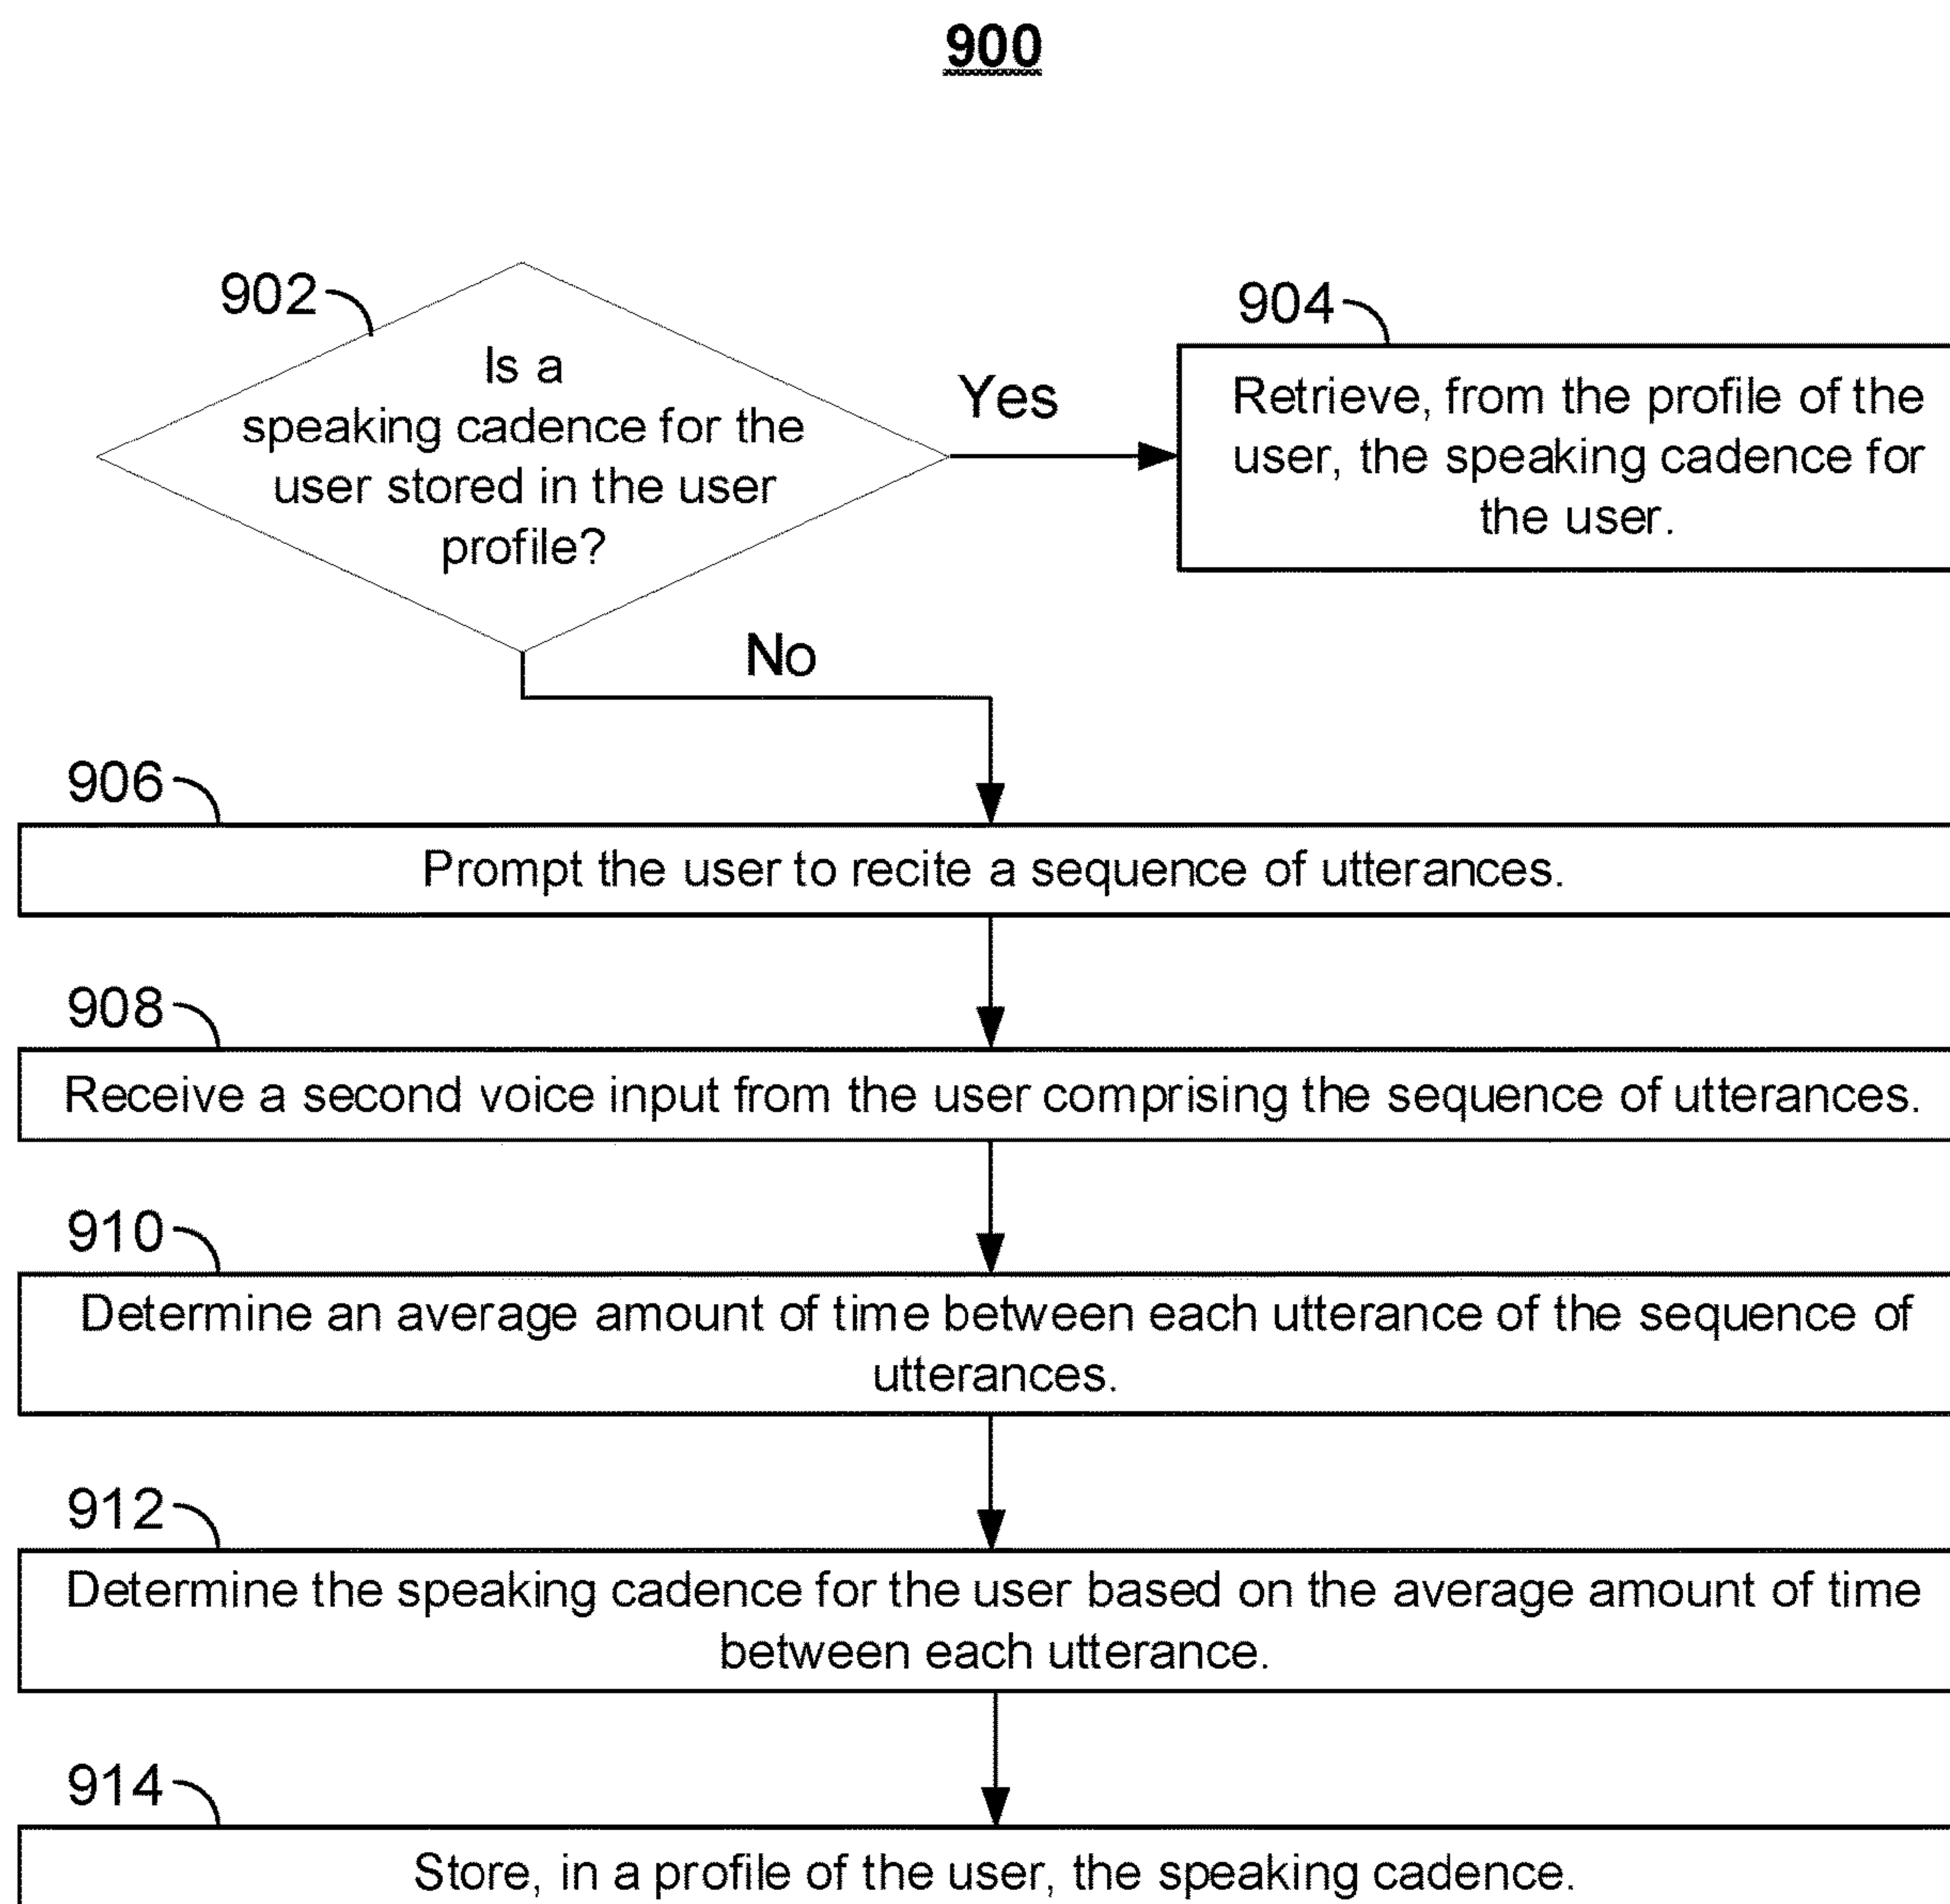 900
902
Is a
speaking cadence for the
user stored in the user
profile?
Yes
904
Retrieve, from the profile of the
user, the speaking cadence for
the user.
No
906
Prompt the user to recite a sequence of utterances.
908
Receive a second voice input from the user comprising the sequence of utterances.
910
Determine an average amount of time between each utterance of the sequence of
utterances.
912
Determine the speaking cadence for the user based on the average amount of time
between each utterance.
914
Store, in a profile of the user, the speaking cadence.